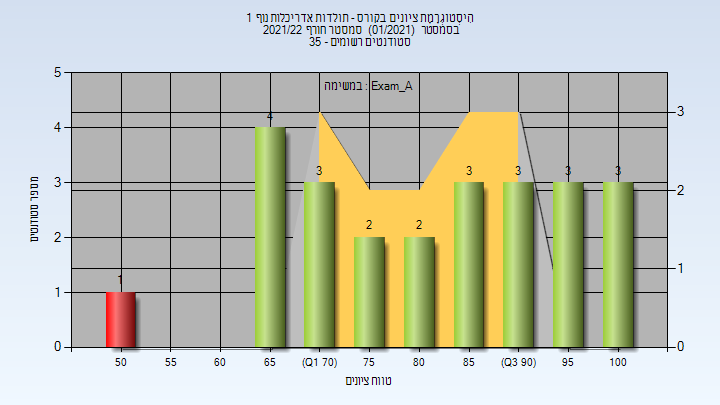 היסטוגרמת ציונים בקורס - תולדות אדריכלות נוף 1
בסמסטר (01/2021) סמסטר חורף 2021/22
סטודנטים רשומים - 35
במשימה : Exam_A
מספר סטודנטים
5
4
3
2
1
0
3
2
1
0
1
4
3
2
2
3
3
3
3
50 55 60 65 (Q1 70) 75 80 85 (Q3 90) 95 100
טווח ציונים